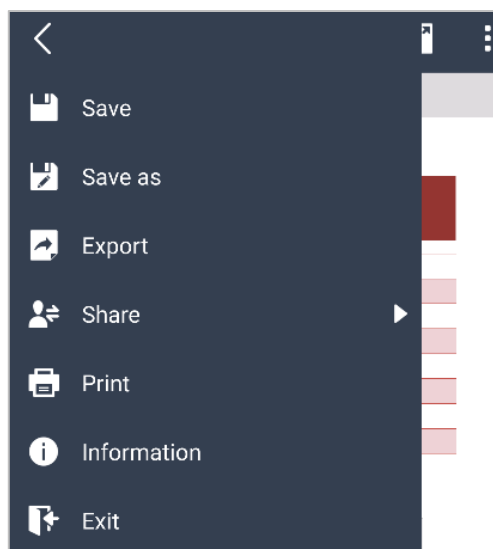 Save
Save as
Export
Share
Print
Information
Exit